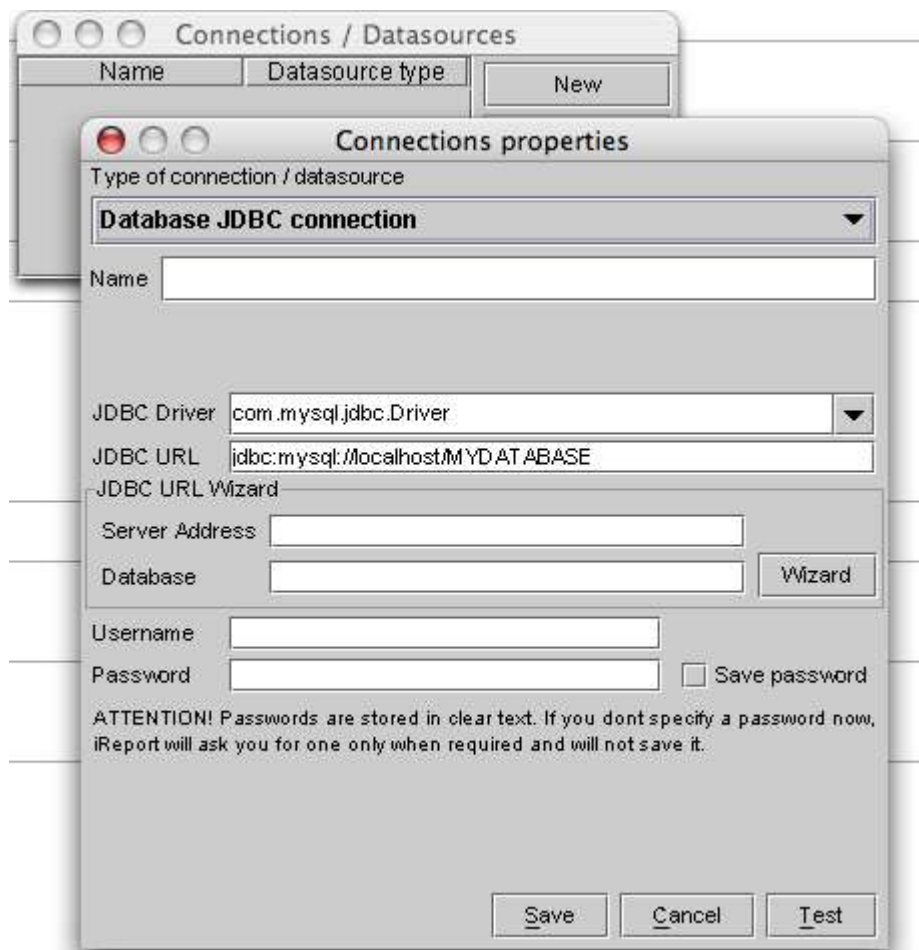 Connections / Datasources
Name Datasource type
New
Connections properties
Type of connection / datasource
Database JDBC connection
Name
JDBC Driver com.mysql.jdbc.Driver
JDBC URL jdbc:mysql://localhost/MYDATABASE
JDBC URL Wizard
Server Address
Database Wizard
Username
Password Save password
ATTENTION! Passwords are stored in clear text. If you dont specify a password now,
iReport will ask you for one only when required and will not save it.
Save Cancel Test